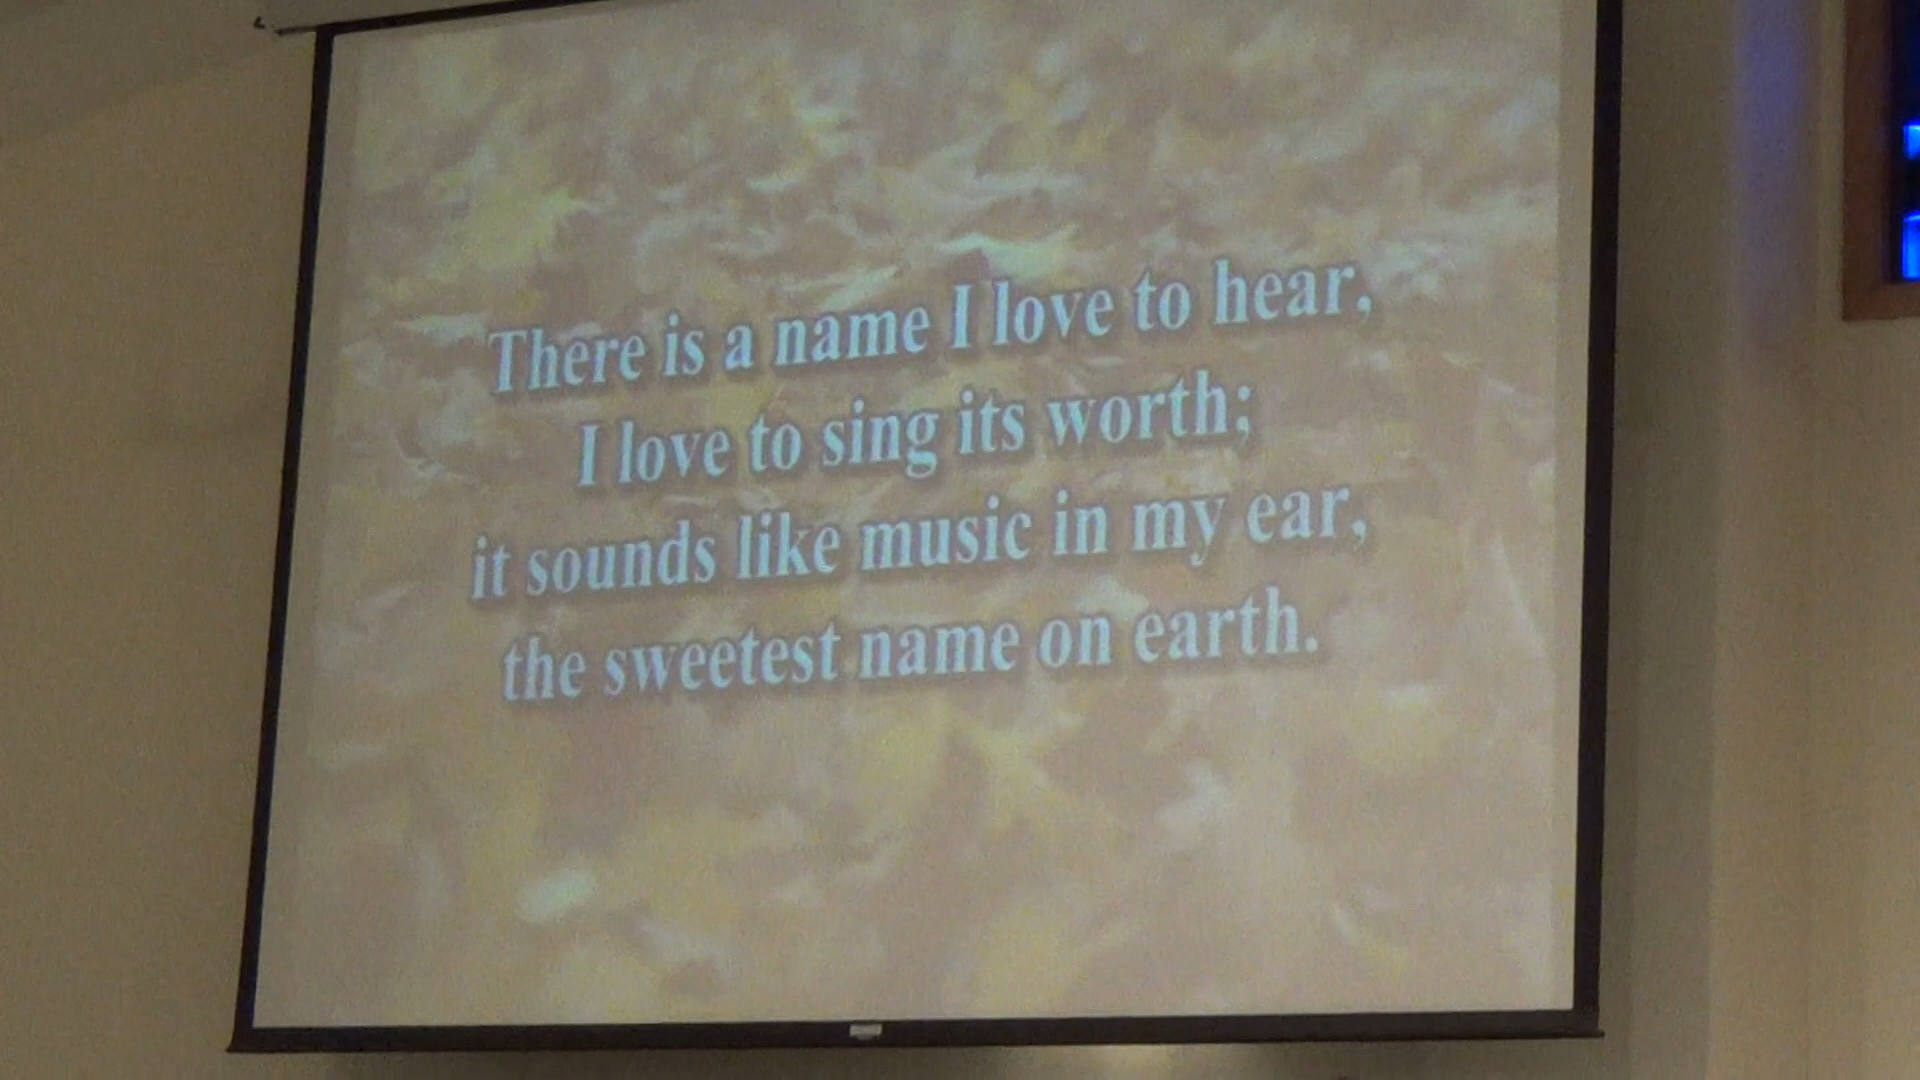 There is a name I love to hear,
I love to sing its worth;
it sounds like music in my ear,
the sweetest name on earth.